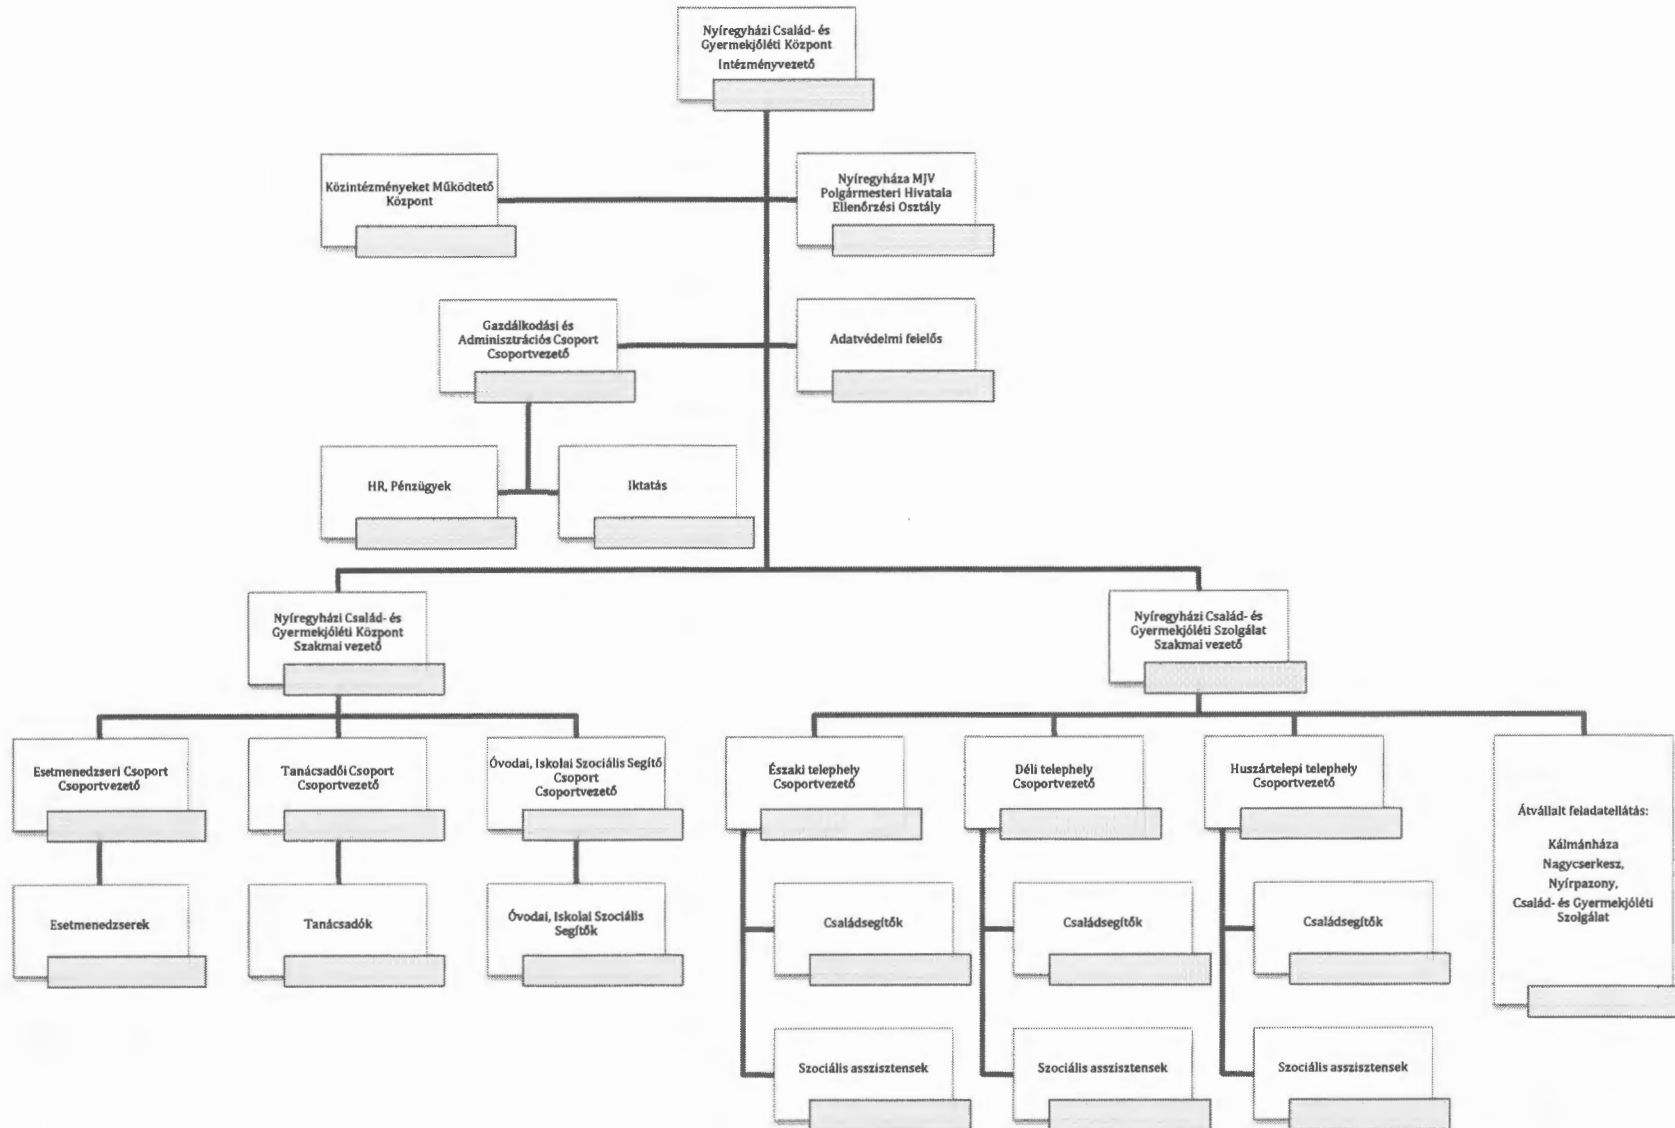 Nyíregyházi Család- és
Gyermekjóléti Központ
Intézményvezető
Közintézményeket Működtető
Központ
Nyíregyháza MJV
Polgármesteri Hivatala
Ellenőrzési Osztály
Gazdálkodási és
Adminisztrációs Csoport
Csoportvezető
Adatvédelmi felelős
HR, Pénzügyek
Iktatás
Nyíregyházi Család- és
Gyermekjóléti Központ
Szakmai vezető
Nyíregyházi Család- és
Gyermekjóléti Szolgálat
Szakmai vezető
Esetmenedzseri Csoport
Csoportvezető
Tanácsadói Csoport
Csoportvezető
Óvodai, Iskolai Szociális Segítő
Csoport
Csoportvezető
Északi telephely
Csoportvezető
Déli telephely
Csoportvezető
Huszártelepi telephely
Csoportvezető
Átvállalt feladatellátás:
Kálmánháza
Nagycserkesz,
Nyírpazony,
Család- és Gyermekjóléti
Szolgálat
Esetmenedzserek
Tanácsadók
Óvodai, Iskolai Szociális
Segítők
Családsegítők
Családsegítők
Családsegítők
Szociális asszisztensek
Szociális asszisztensek
Szociális asszisztensek